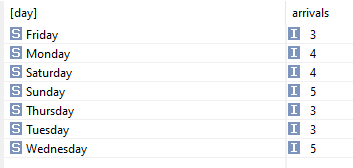 [day] arrivals
S Friday I 3
S Monday I 4
S Saturday I 4
S Sunday I 5
S Thursday I 3
S Tuesday I 3
S Wednesday I 5